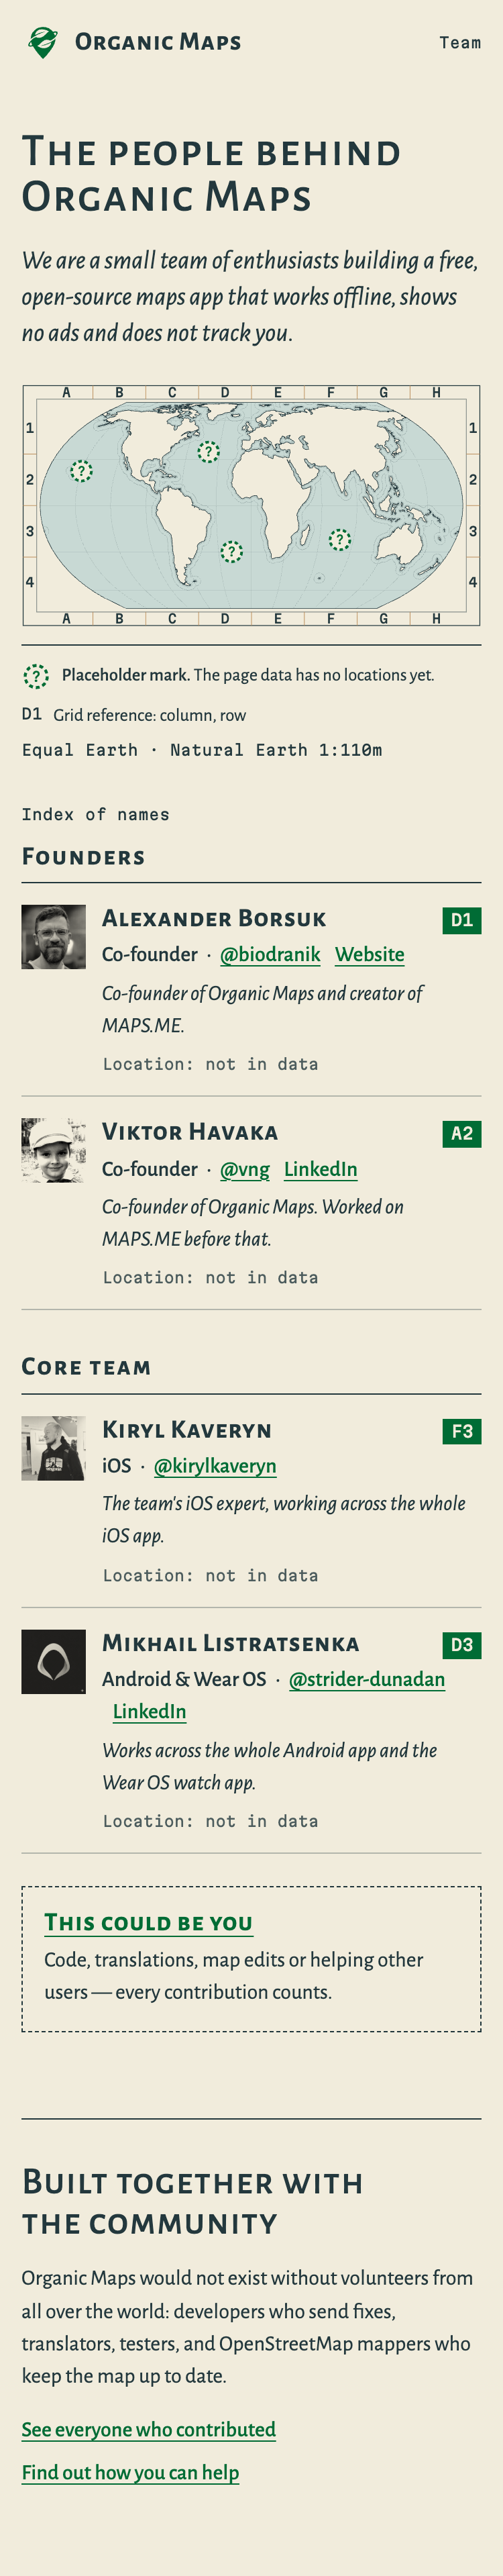 Organic Maps
Team
The people behind
Organic Maps
We are a small team of enthusiasts building a free,
open-source maps app that works offline, shows
no ads and does not track you.
A B C D E F G H
1 1
?
?
2 2
3 3
?
?
4 4
A B C D E F G H
? Placeholder mark. The page data has no locations yet.
D1 Grid reference: column, row
Equal Earth · Natural Earth 1:110m
Index of names
Founders
Alexander Borsuk D1
Co-founder · @biodranik Website
Co-founder of Organic Maps and creator of
MAPS.ME.
Location: not in data
Viktor Havaka A2
Co-founder · @vng LinkedIn
Co-founder of Organic Maps. Worked on
MAPS.ME before that.
Location: not in data
Core team
Kiryl Kaveryn F3
iOS · @kirylkaveryn
The team's iOS expert, working across the whole
iOS app.
Location: not in data
Mikhail Listratsenka D3
Android & Wear OS · @strider-dunadan
LinkedIn
Works across the whole Android app and the
Wear OS watch app.
Location: not in data
This could be you
Code, translations, map edits or helping other
users — every contribution counts.
Built together with
the community
Organic Maps would not exist without volunteers from
all over the world: developers who send fixes,
translators, testers, and OpenStreetMap mappers who
keep the map up to date.
See everyone who contributed
Find out how you can help